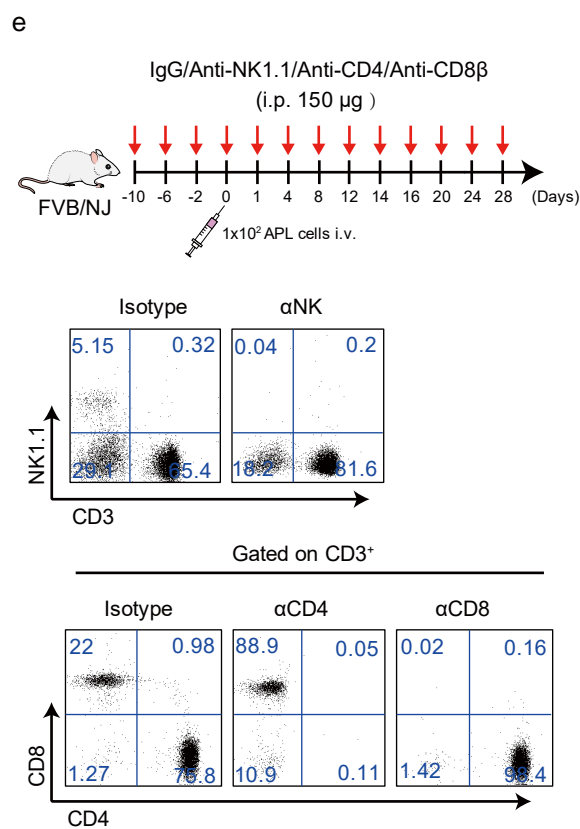 e
IgG/Anti-NK1.1/Anti-CD4/Anti-CD8β
(i.p. 150 μg )
FVB/NJ
-10 -6 -2 0 1 4 8 12 14 16 20 24 28 (Days)
1x10² APL cells i.v.
Isotype αNK
5.15 0.32 0.04 0.2
29.1 65.4 18.2 81.6
NK1.1
CD3
Gated on CD3⁺
Isotype αCD4 αCD8
22 0.98 88.9 0.05 0.02 0.16
1.27 75.8 10.9 0.11 1.42 98.4
CD8
CD4